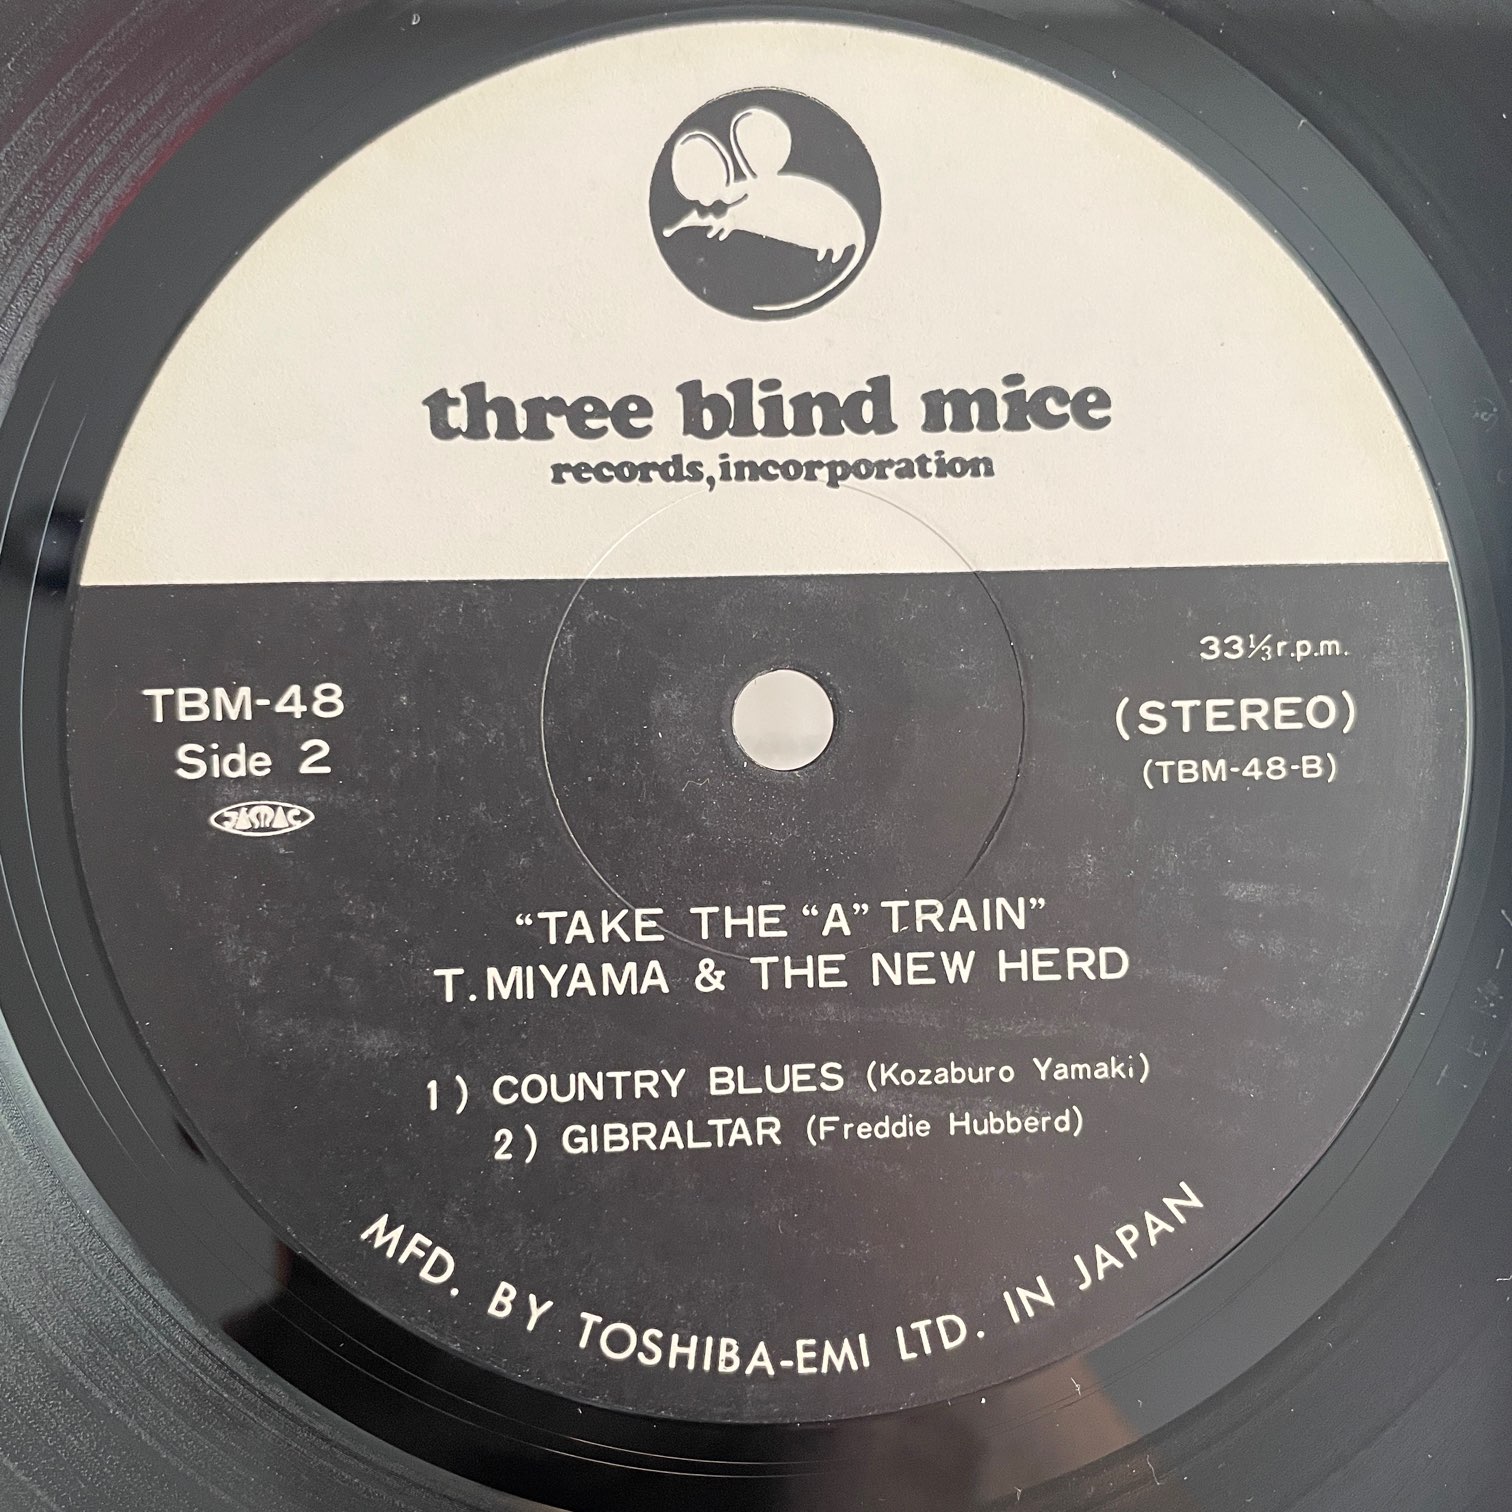 three blind mice
records, incorporation
33⅓ r.p.m.
TBM-48
(STEREO)
Side 2
(TBM-48-B)
JASRAC
“TAKE THE “A” TRAIN”
T. MIYAMA & THE NEW HERD
1) COUNTRY BLUES (Kozaburo Yamaki)
2) GIBRALTAR (Freddie Hubberd)
MFD. BY TOSHIBA-EMI LTD. IN JAPAN